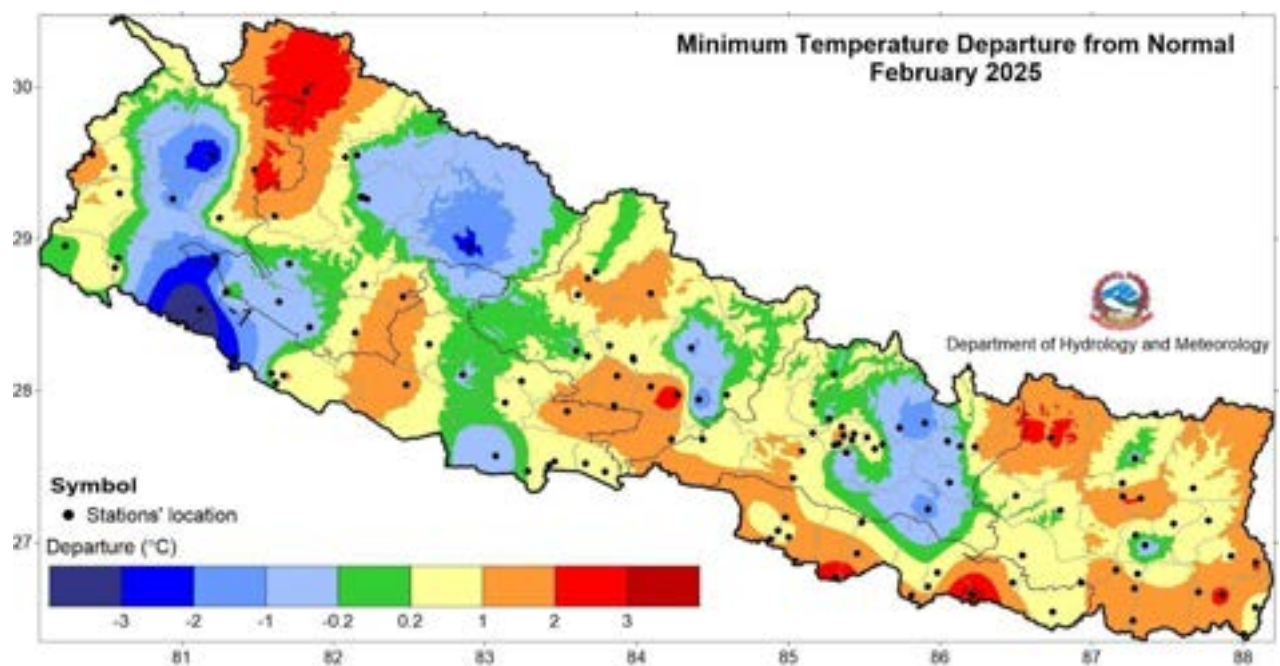 Minimum Temperature Departure from Normal
February 2025
30
29
28
27
Department of Hydrology and Meteorology
Symbol
Stations' location
Departure (°C)
-3 -2 -1 -0.2 0.2 1 2 3
81 82 83 84 85 86 87 88